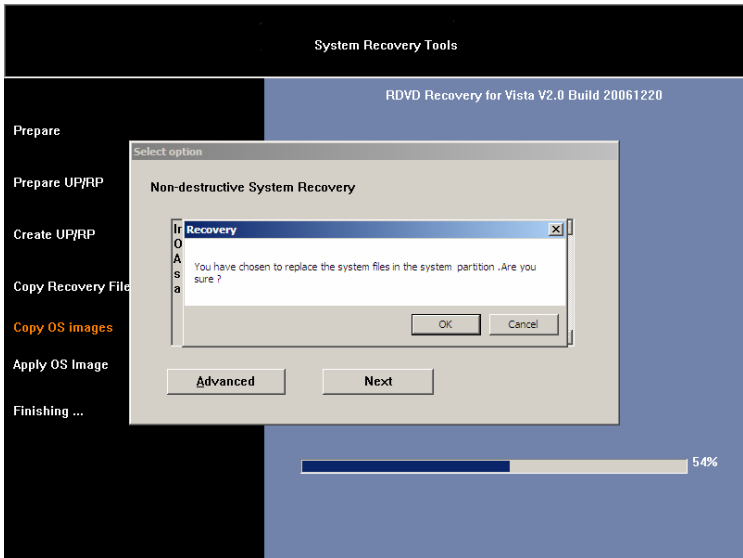 System Recovery Tools
RDVD Recovery for Vista V2.0 Build 20061220
Prepare
Prepare UP/RP
Create UP/RP
Copy Recovery File
Copy OS images
Apply OS Image
Finishing ...
Select option
Non-destructive System Recovery
Recovery
You have chosen to replace the system files in the system partition .Are you
sure ?
OK
Cancel
Advanced
Next
54%